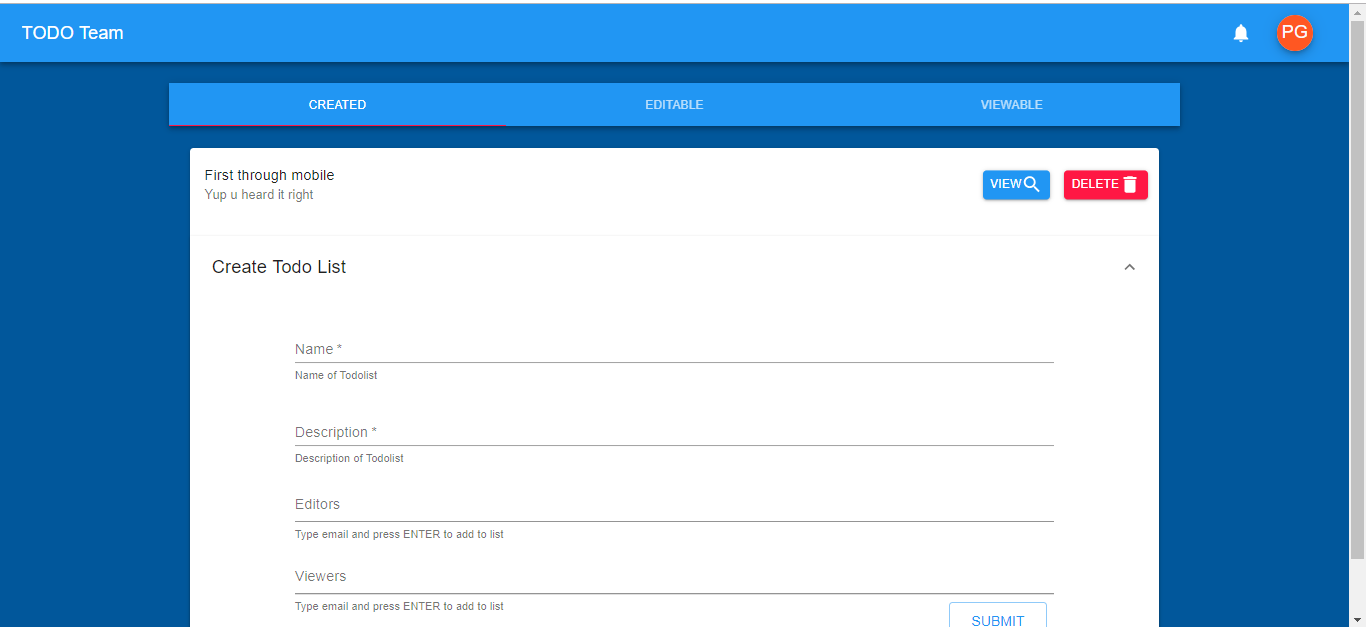 TODO Team
PG
CREATED EDITABLE VIEWABLE
First through mobile
Yup u heard it right
VIEW DELETE
Create Todo List
Name *
Name of Todolist
Description *
Description of Todolist
Editors
Type email and press ENTER to add to list
Viewers
Type email and press ENTER to add to list
SUBMIT